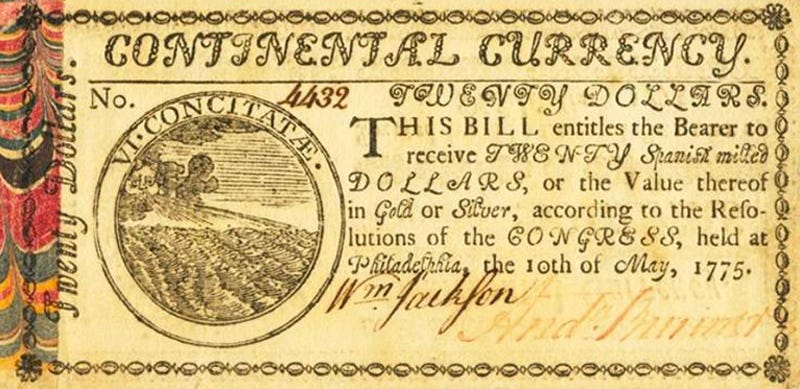 CONTINENTAL CURRENCY.
Twenty Dollars.
No. 4432 TWENTY DOLLARS.
VI·CONCITATÆ.
THIS BILL entitles the Bearer to
receive TWENTY Spanish milled
DOLLARS, or the Value thereof
in Gold or Silver, according to the Reso-
lutions of the CONGRESS, held at
Philadelphia, the 10th of May, 1775.
Wm. Jackson
And.